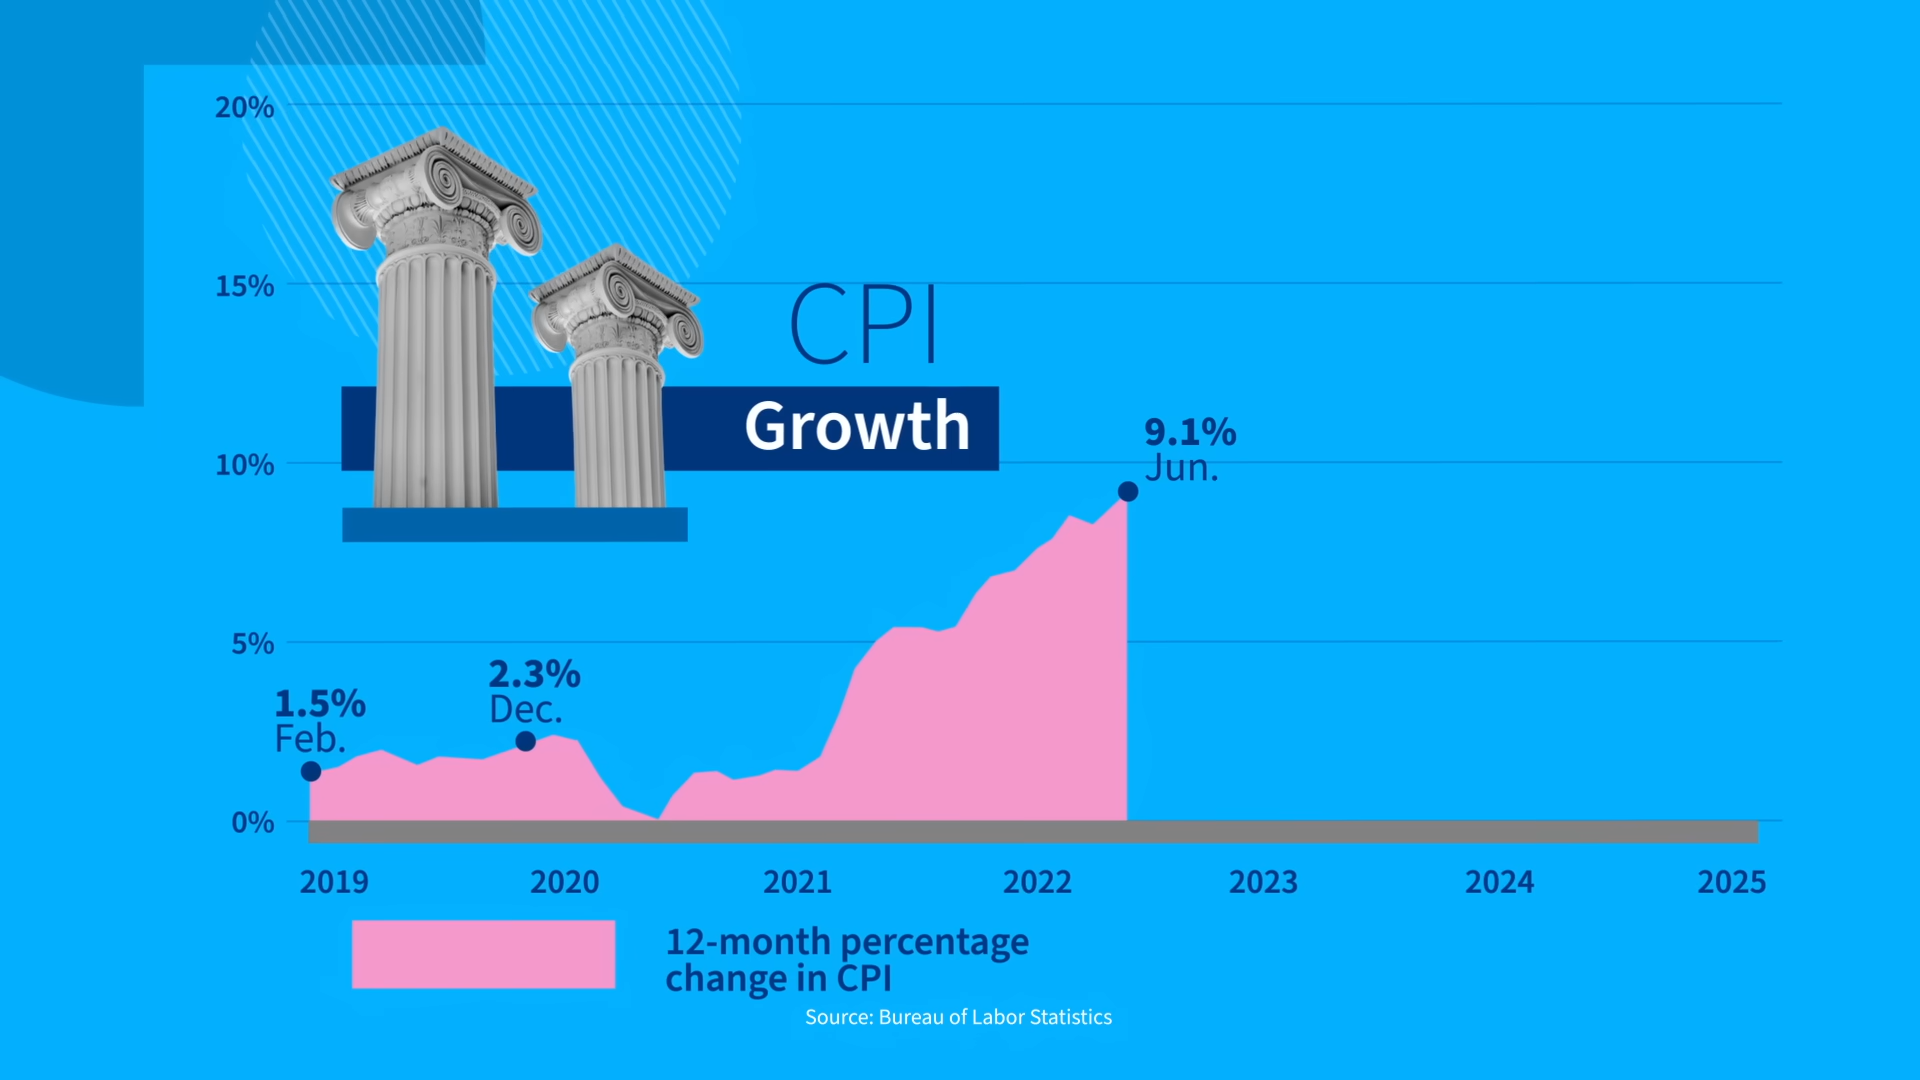 20%
15%
CPI
Growth
9.1%
Jun.
10%
5%
2.3%
Dec.
1.5%
Feb.
0%
2019 2020 2021 2022 2023 2024 2025
12-month percentage
change in CPI
Source: Bureau of Labor Statistics